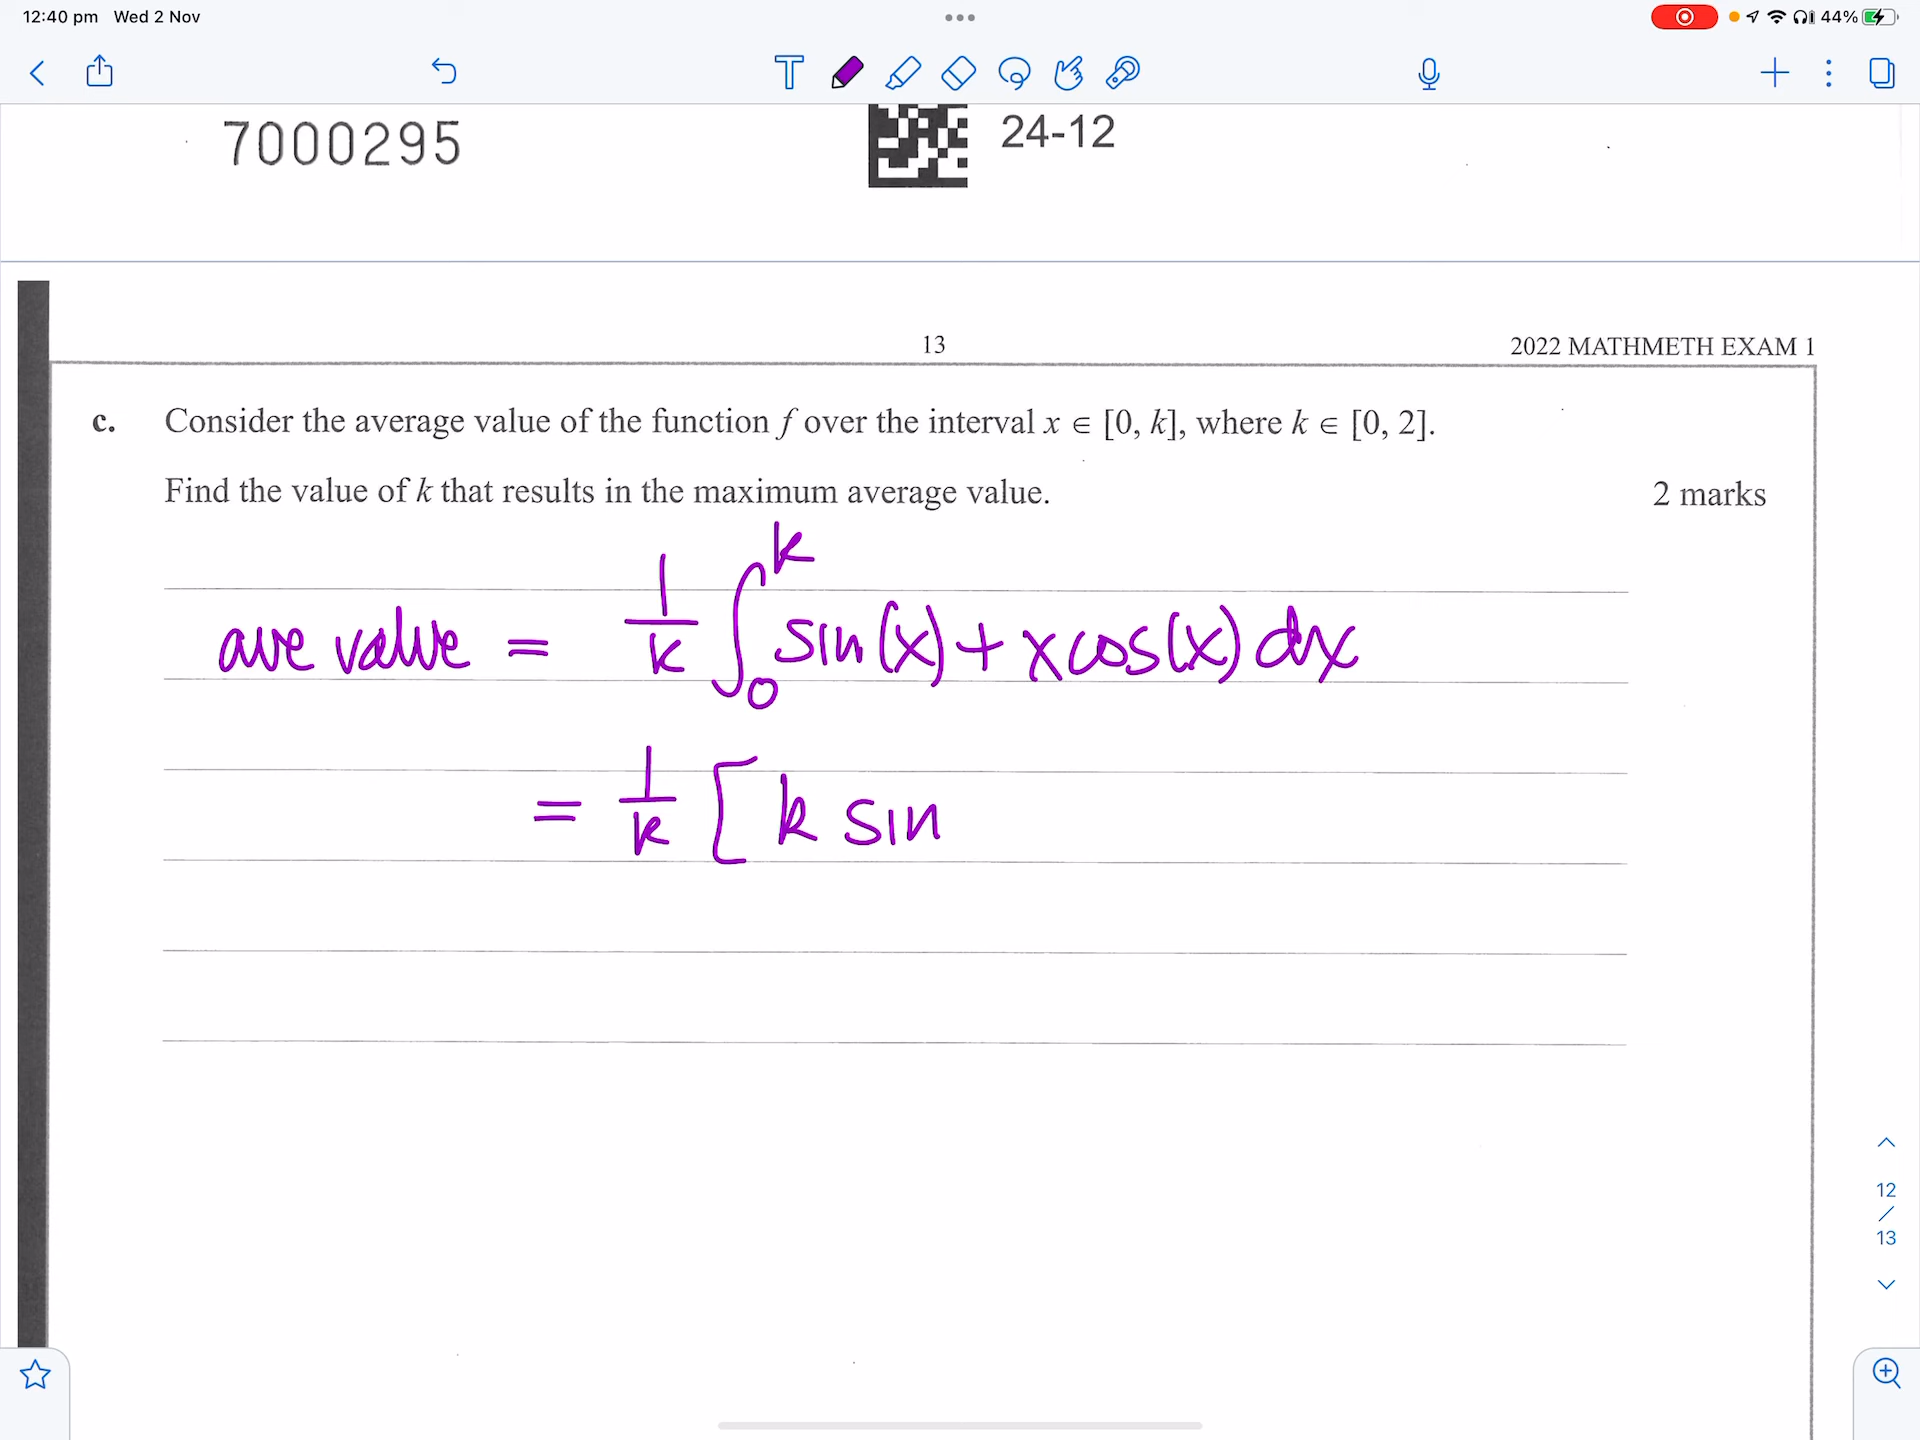 12:40 pm Wed 2 Nov
44%
7000295
24-12
13
2022 MATHMETH EXAM 1
c. Consider the average value of the function f over the interval x ∈ [0, k], where k ∈ [0, 2].
Find the value of k that results in the maximum average value.
2 marks
ave value = 1/k ∫₀ᵏ sin(x) + x cos(x) dx
= 1/k [ k sin
12
/
13